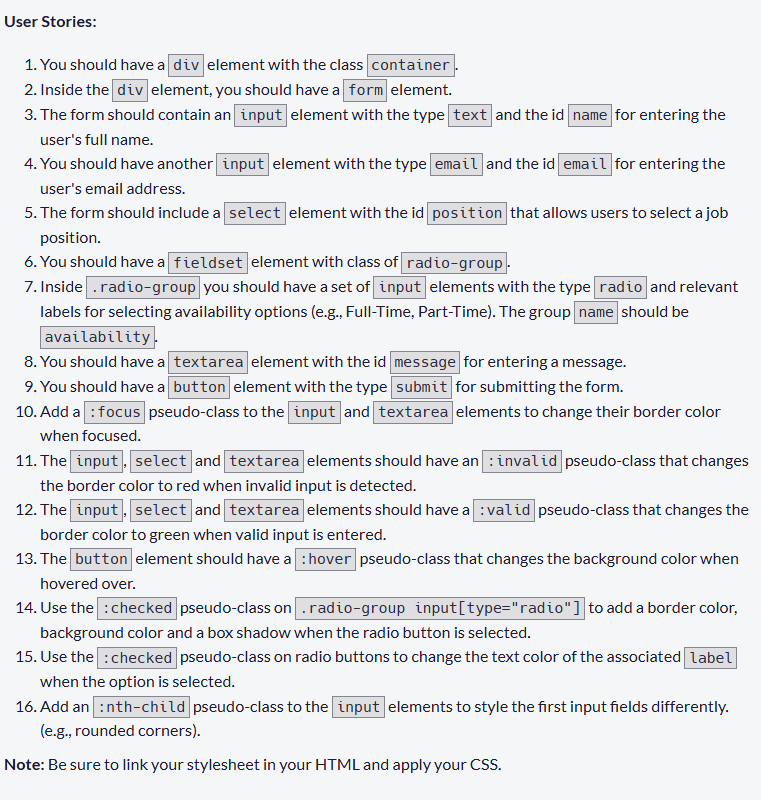 User Stories:
1. You should have a div element with the class container.
2. Inside the div element, you should have a form element.
3. The form should contain an input element with the type text and the id name for entering the
user's full name.
4. You should have another input element with the type email and the id email for entering the
user's email address.
5. The form should include a select element with the id position that allows users to select a job
position.
6. You should have a fieldset element with class of radio-group.
7. Inside .radio-group you should have a set of input elements with the type radio and relevant
labels for selecting availability options (e.g., Full-Time, Part-Time). The group name should be
availability.
8. You should have a textarea element with the id message for entering a message.
9. You should have a button element with the type submit for submitting the form.
10. Add a :focus pseudo-class to the input and textarea elements to change their border color
when focused.
11. The input, select and textarea elements should have an :invalid pseudo-class that changes
the border color to red when invalid input is detected.
12. The input, select and textarea elements should have a :valid pseudo-class that changes the
border color to green when valid input is entered.
13. The button element should have a :hover pseudo-class that changes the background color when
hovered over.
14. Use the :checked pseudo-class on .radio-group input[type="radio"] to add a border color,
background color and a box shadow when the radio button is selected.
15. Use the :checked pseudo-class on radio buttons to change the text color of the associated label
when the option is selected.
16. Add an :nth-child pseudo-class to the input elements to style the first input fields differently.
(e.g., rounded corners).
Note: Be sure to link your stylesheet in your HTML and apply your CSS.